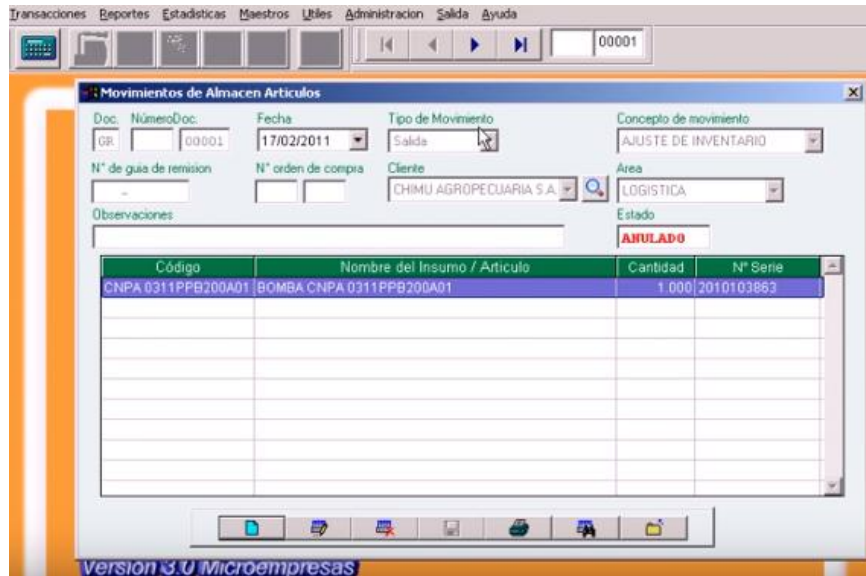 Transacciones Reportes Estadisticas Maestros Utiles Administracion Salida Ayuda
00001
Movimientos de Almacen Articulos
Doc. NúmeroDoc. Fecha Tipo de Movimiento Concepto de movimiento
GR 00001 17/02/2011 Salida AJUSTE DE INVENTARIO
N° de guia de remision N° orden de compra Cliente Area
- CHIMU AGROPECUARIA S.A. LOGISTICA
Observaciones Estado
ANULADO
Código Nombre del Insumo / Articulo Cantidad N° Serie
CNPA 0311PPB200A01 BOMBA CNPA 0311PPB200A01 1.000 2010103863
Version 3.0 Microempresas